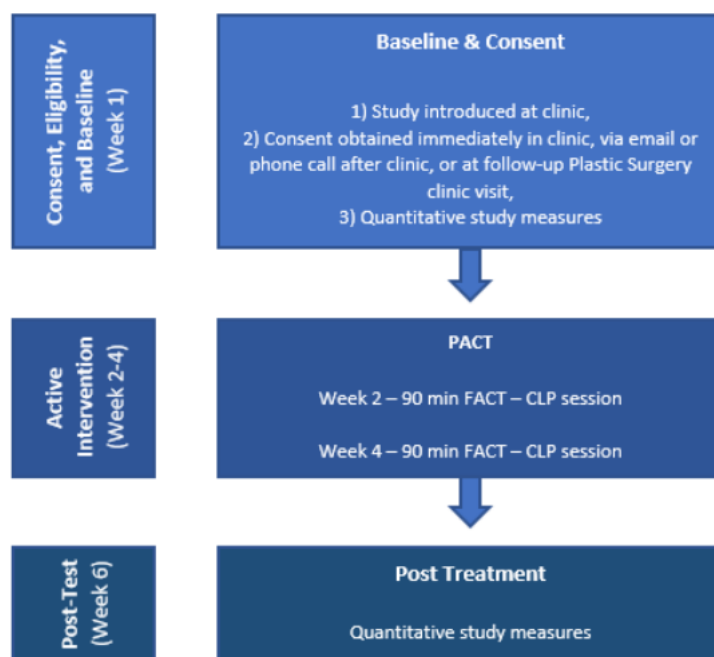 Consent, Eligibility,
and Baseline
(Week 1)
Baseline & Consent
1) Study introduced at clinic,
2) Consent obtained immediately in clinic, via email or
phone call after clinic, or at follow-up Plastic Surgery
clinic visit,
3) Quantitative study measures
Active
Intervention
(Week 2-4)
PACT
Week 2 – 90 min FACT – CLP session
Week 4 – 90 min FACT – CLP session
Post-Test
(Week 6)
Post Treatment
Quantitative study measures